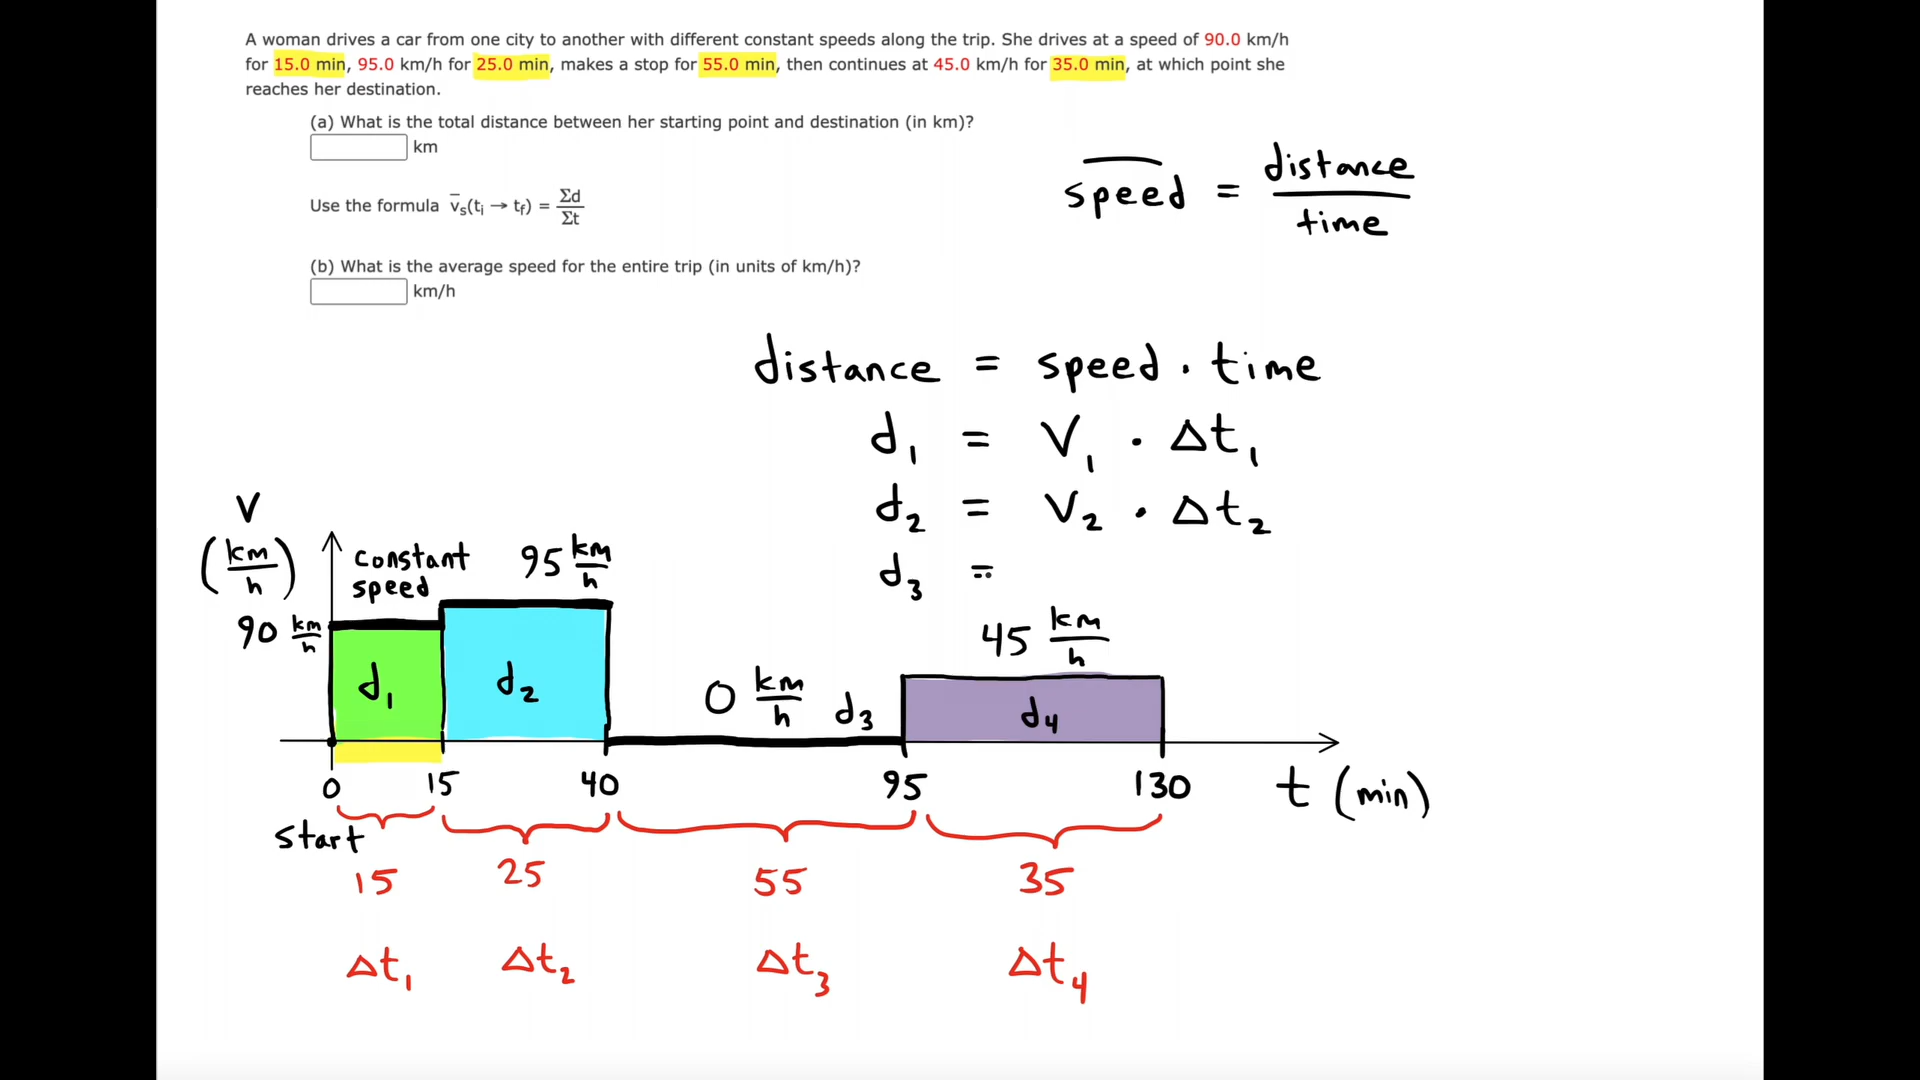 A woman drives a car from one city to another with different constant speeds along the trip. She drives at a speed of 90.0 km/h
for 15.0 min, 95.0 km/h for 25.0 min, makes a stop for 55.0 min, then continues at 45.0 km/h for 35.0 min, at which point she
reaches her destination.
(a) What is the total distance between her starting point and destination (in km)?
km
Use the formula v̄s(ti → tf) = Σd/Σt
(b) What is the average speed for the entire trip (in units of km/h)?
km/h
speed = distance/time
distance = speed · time
d₁ = V₁ · Δt₁
d₂ = V₂ · Δt₂
d₃ =
V
(km/h)
constant
speed
95 km/h
90 km/h
d₁
d₂
0 km/h d₃
45 km/h
d₄
0 15 40 95 130 t (min)
start
15 25 55 35
Δt₁ Δt₂ Δt₃ Δt₄